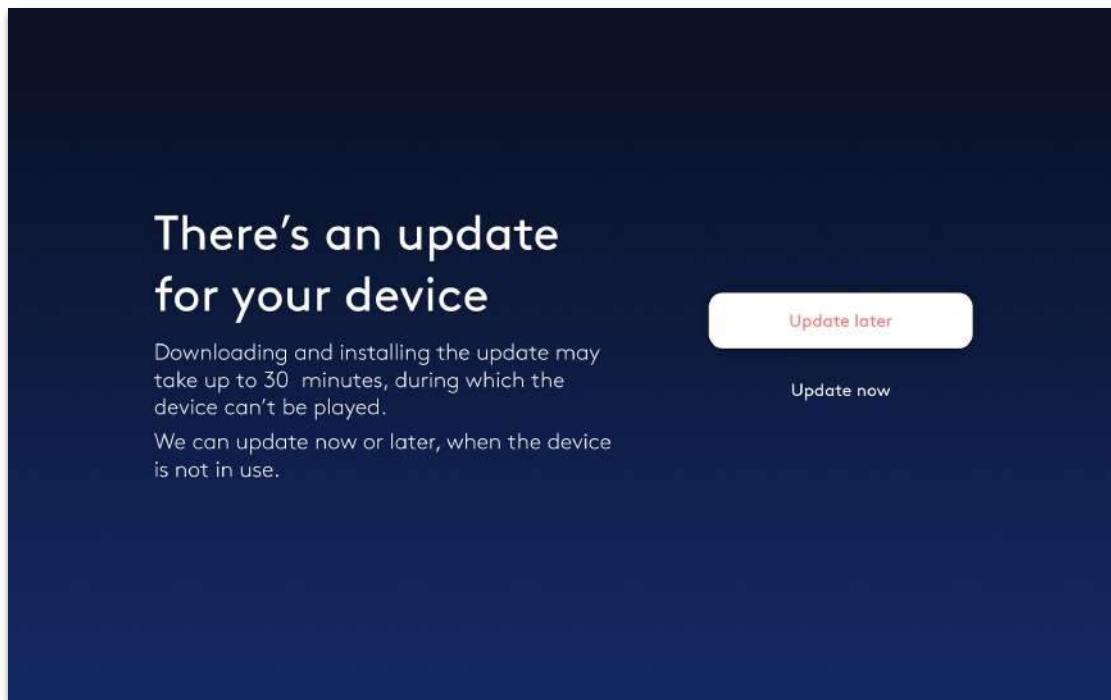 There's an update
for your device
Downloading and installing the update may
take up to 30  minutes, during which the
device can't be played.
We can update now or later, when the device
is not in use.
Update later
Update now